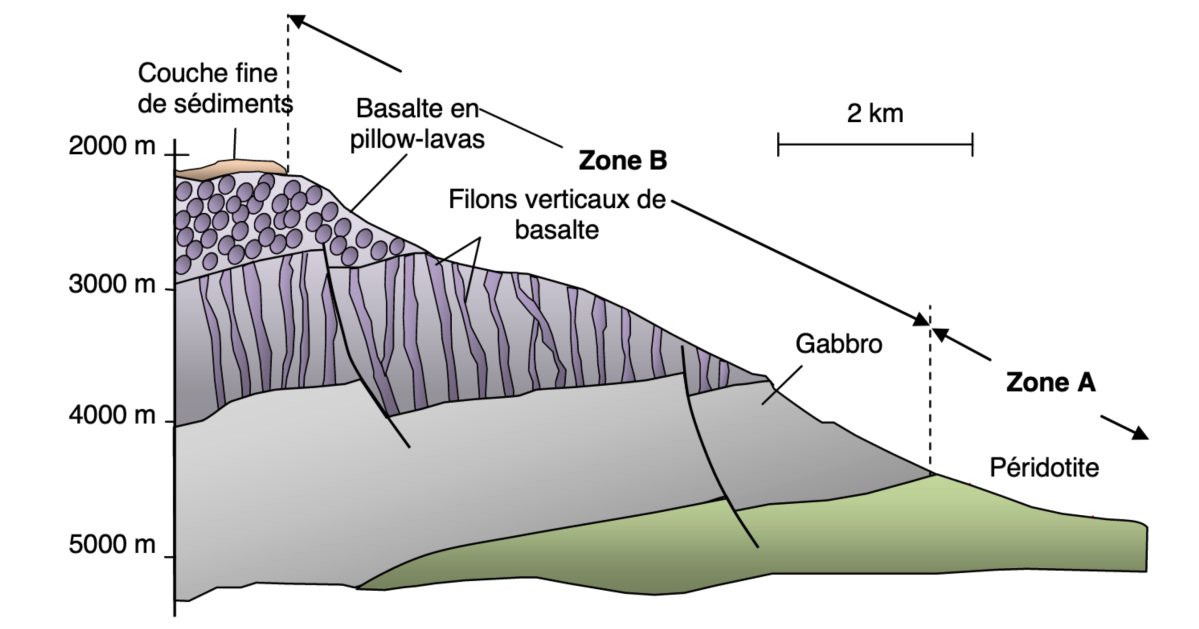 Couche fine
de sédiments
Basalte en
pillow-lavas
2 km
2000 m
Zone B
Filons verticaux de
basalte
3000 m
Gabbro
Zone A
4000 m
Péridotite
5000 m